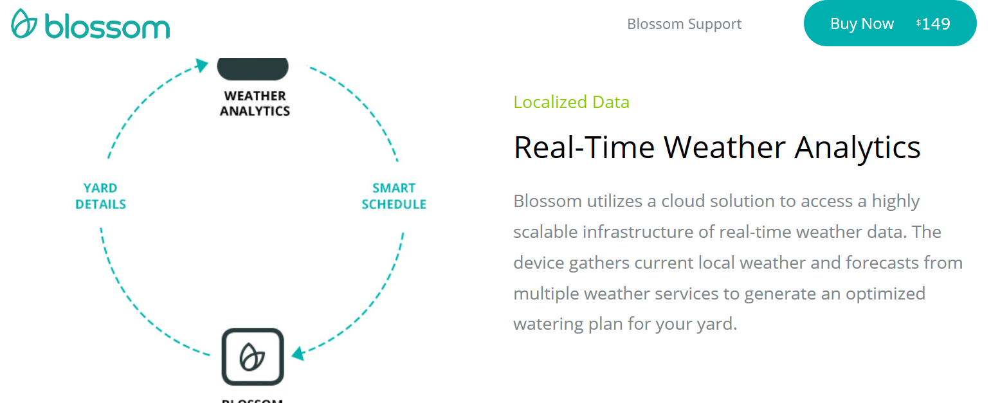 blossom
Blossom Support
Buy Now $149
WEATHER
ANALYTICS
YARD
DETAILS
SMART
SCHEDULE
BLOSSOM
Localized Data
Real-Time Weather Analytics
Blossom utilizes a cloud solution to access a highly
scalable infrastructure of real-time weather data. The
device gathers current local weather and forecasts from
multiple weather services to generate an optimized
watering plan for your yard.